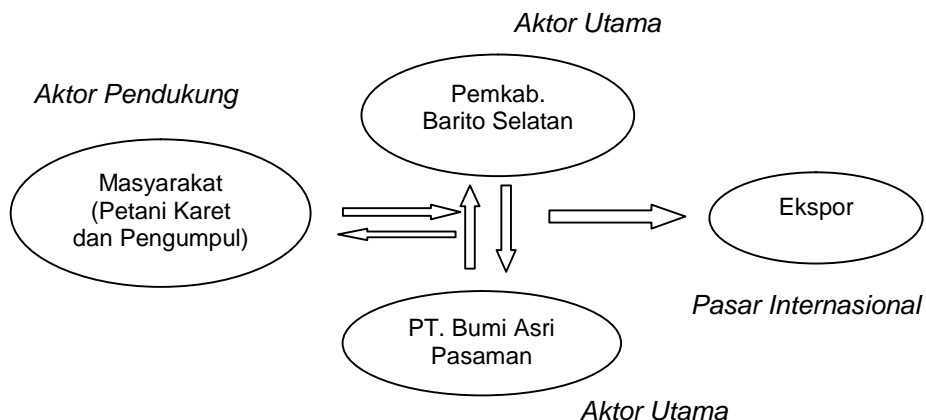 Aktor Utama
Aktor Pendukung
Pemkab.
Barito Selatan
Masyarakat
(Petani Karet
dan Pengumpul)
Ekspor
Pasar Internasional
PT. Bumi Asri
Pasaman
Aktor Utama